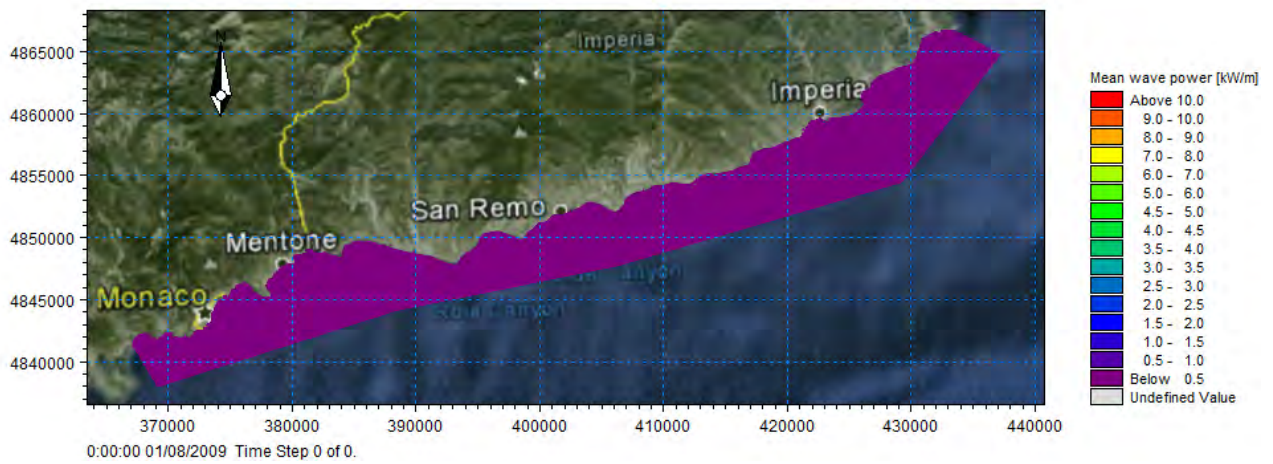 4865000
4860000
4855000
4850000
4845000
4840000
N
Imperia
Imperia
San Remo
Mentone
Monaco
Canyon
Canyon
370000
380000
390000
400000
410000
420000
430000
440000
0:00:00 01/08/2009 Time Step 0 of 0.
Mean wave power [kW/m]
Above 10.0
9.0 - 10.0
8.0 - 9.0
7.0 - 8.0
6.0 - 7.0
5.0 - 6.0
4.5 - 5.0
4.0 - 4.5
3.5 - 4.0
3.0 - 3.5
2.5 - 3.0
2.0 - 2.5
1.5 - 2.0
1.0 - 1.5
0.5 - 1.0
Below 0.5
Undefined Value